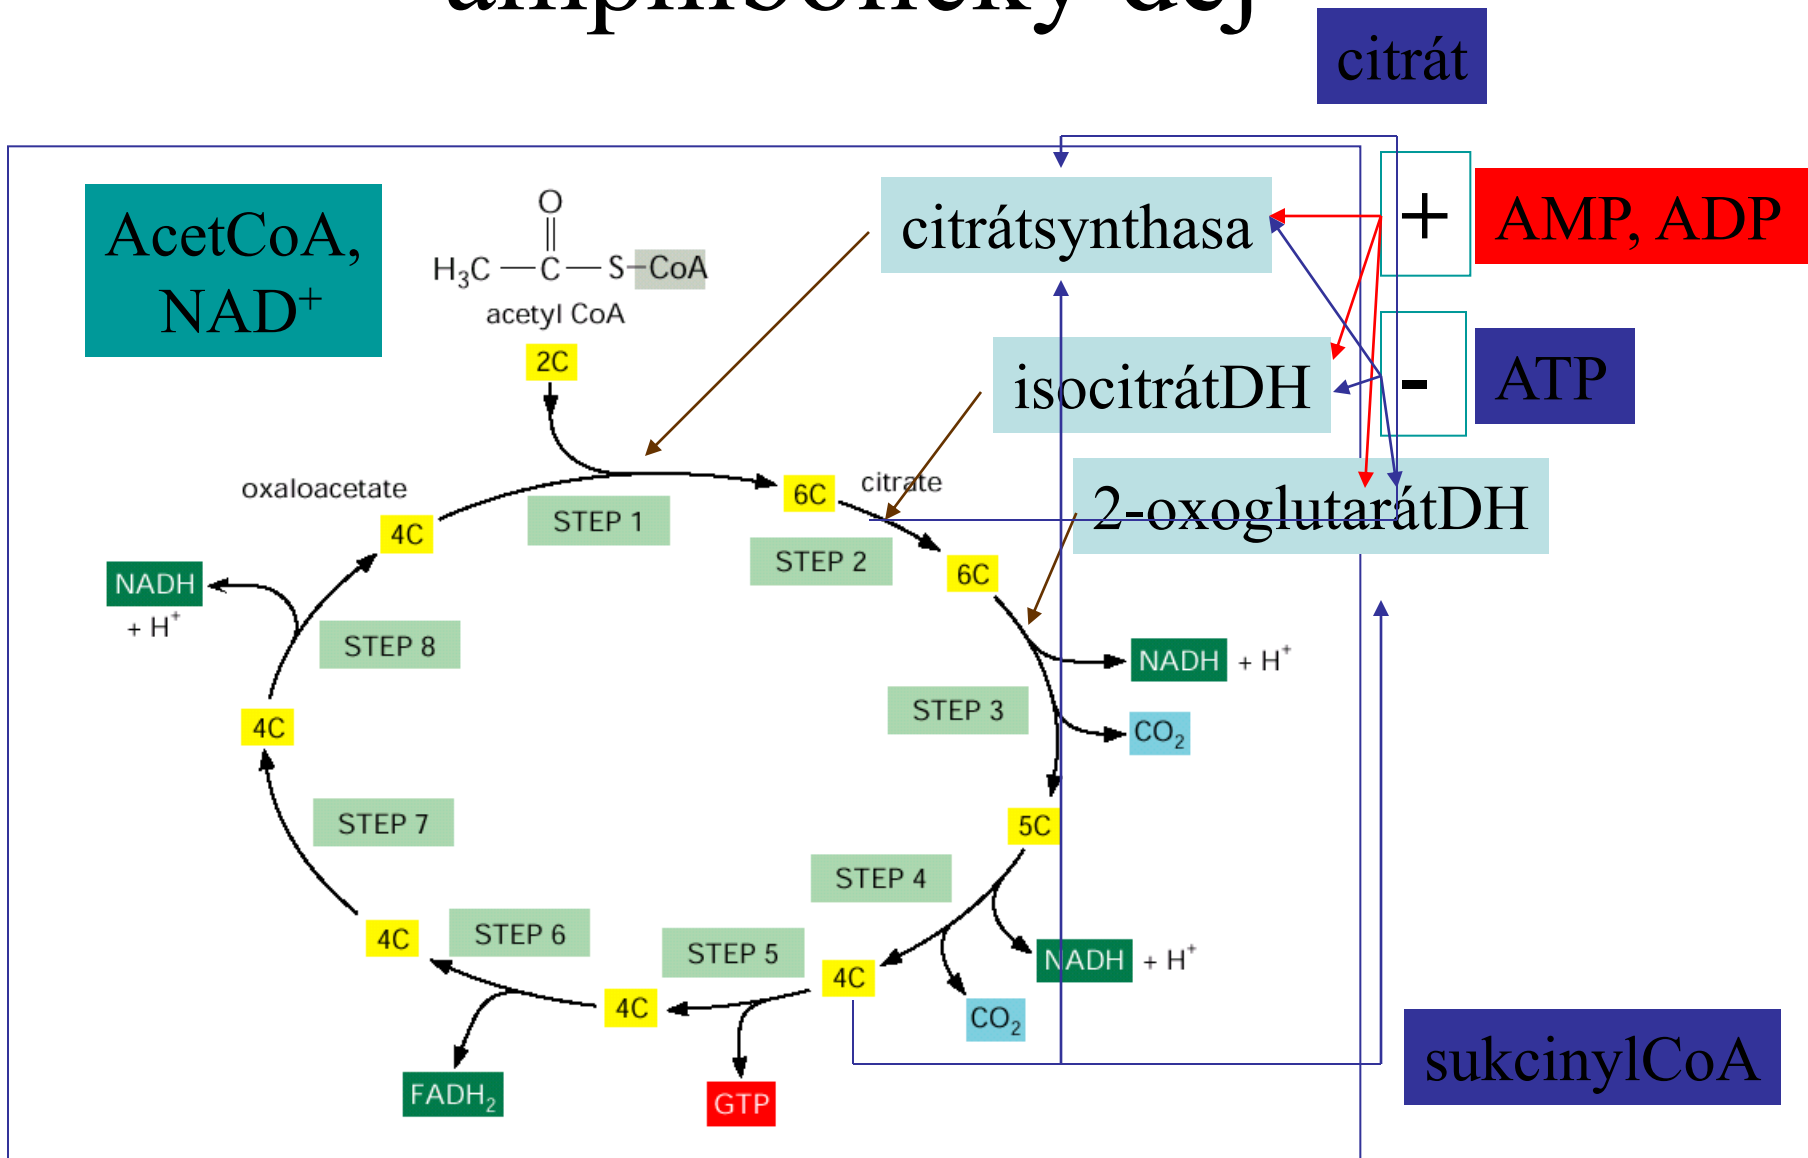 amphibolický děj
citrát
AcetCoA,
NAD⁺
O
H₃C — C — S – CoA
acetyl CoA
2C
citrátsynthasa
+
AMP, ADP
isocitrátDH
-
ATP
2-oxoglutarátDH
oxaloacetate
4C
STEP 1
6C
citrate
STEP 2
6C
NADH
+ H⁺
STEP 8
NADH + H⁺
STEP 3
CO₂
4C
STEP 7
5C
STEP 4
4C
STEP 6
STEP 5
NADH + H⁺
4C
4C
CO₂
FADH₂
GTP
sukcinylCoA